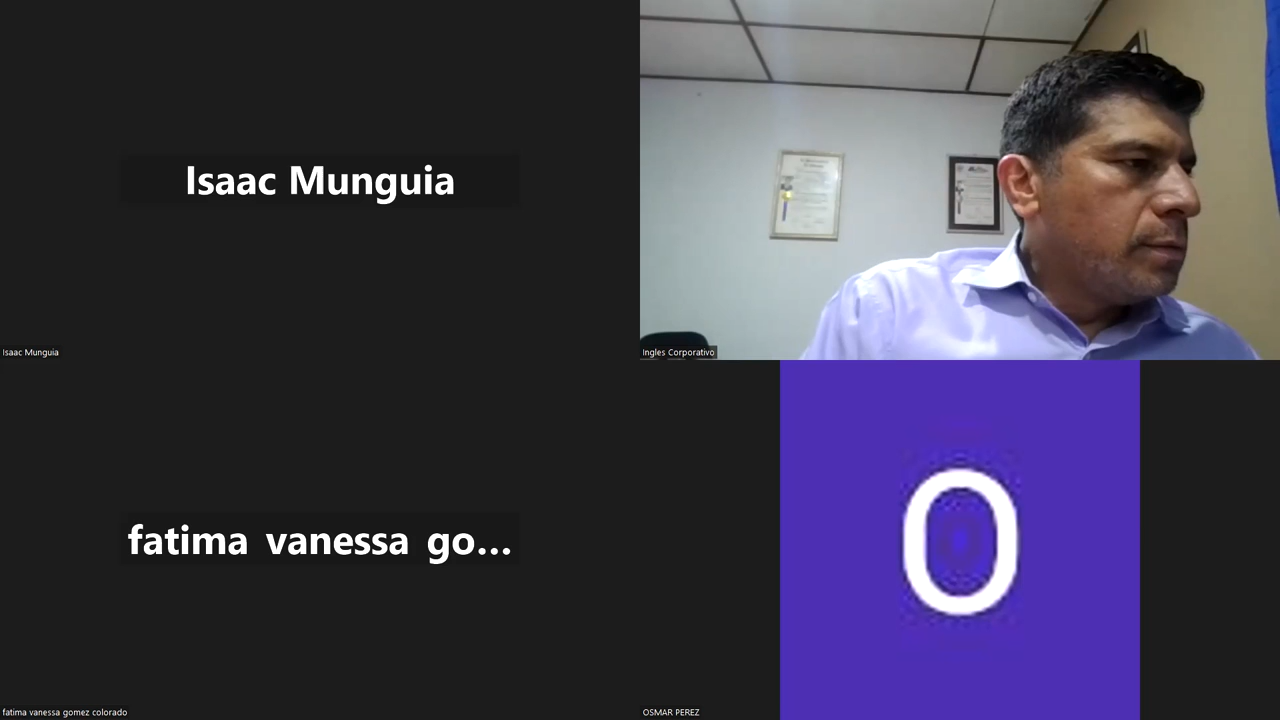 Isaac Munguia
Isaac Munguia
Ingles Corporativo
fatima vanessa go...
O
fatima vanessa gomez colorado
OSMAR PEREZ